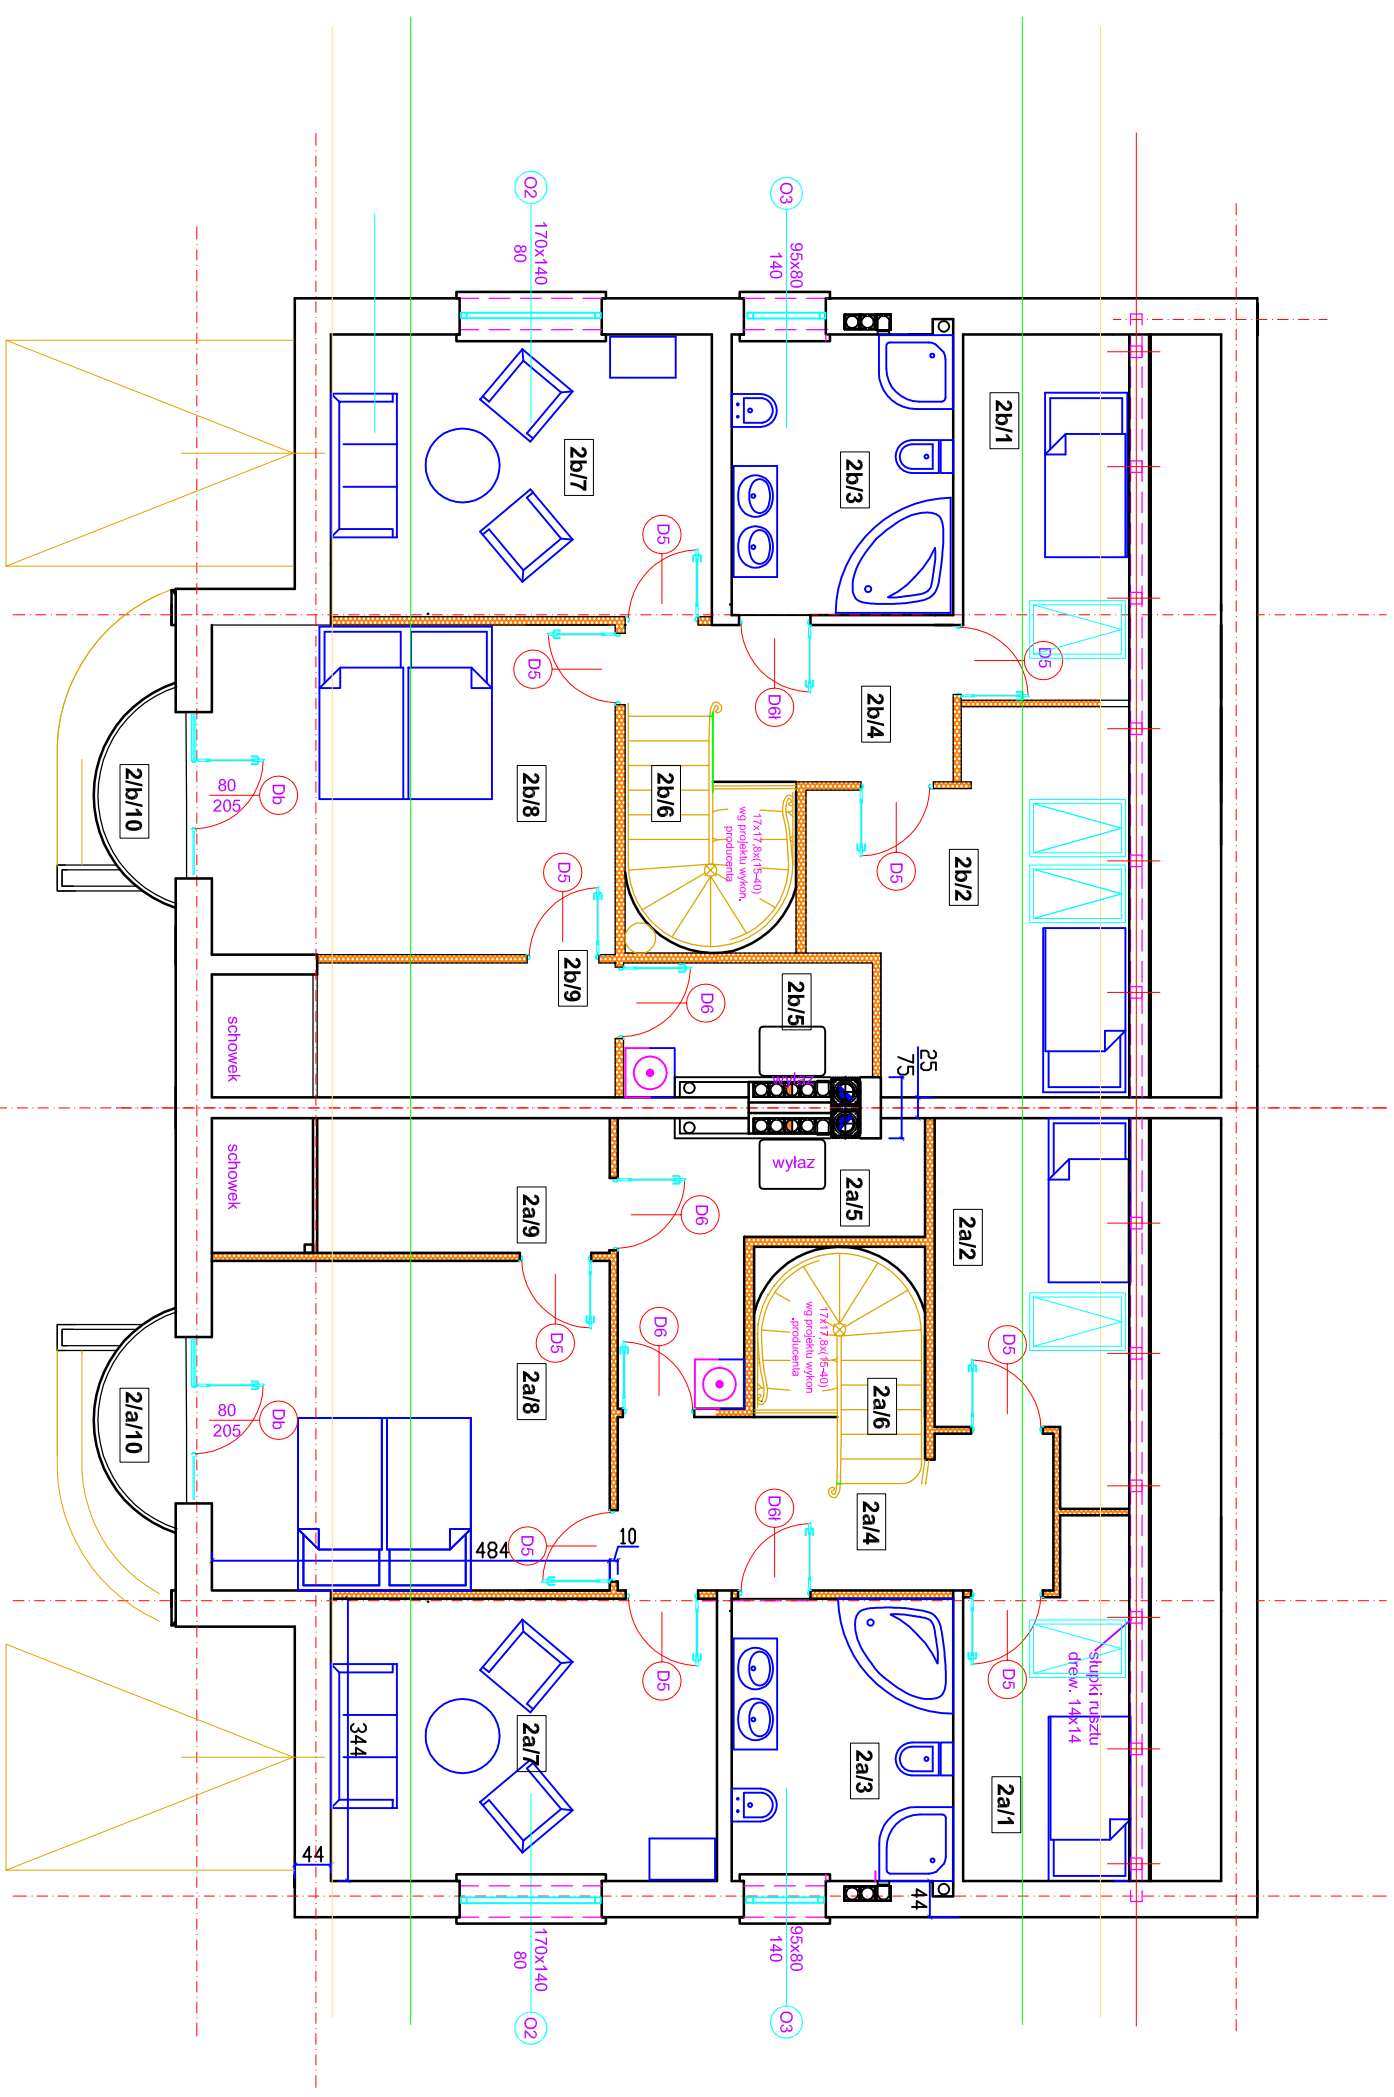 O2
170x140
80
O3
95x80
140
2b/1
2b/3
2b/7
D5
D5
D5
D6ł
2b/4
2/b/10
80
205
Db
2b/8
2b/6
17x17,8x(15-40)
wg projektu wykon.
producenta
D5
2b/2
D5
2b/9
D6
2b/5
schowek
wyłaz
25
75
schowek
wyłaz
2a/9
D6
2a/5
2a/2
D5
D6
17x17,8x(15-40)
wg projektu wykon
.producenta
D5
2/a/10
80
205
Db
2a/8
2a/6
484
D5
10
D6ł
2a/4
D5
D5
słupki rusztu
drew. 14x14
344
2a/7
2a/3
2a/1
44
44
170x140
80
O2
95x80
140
O3